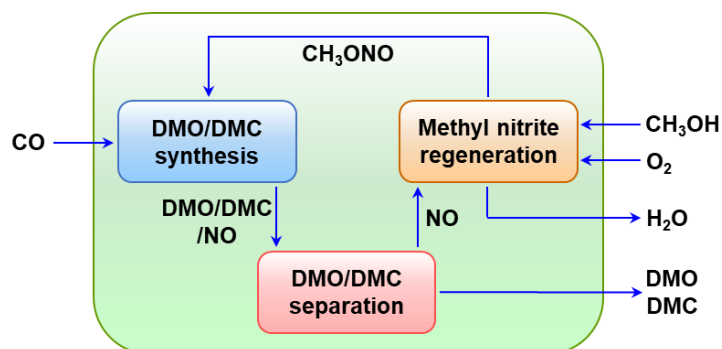 CH₃ONO
CO
DMO/DMC
synthesis
Methyl nitrite
regeneration
CH₃OH
O₂
DMO/DMC
/NO
NO
H₂O
DMO/DMC
separation
DMO
DMC